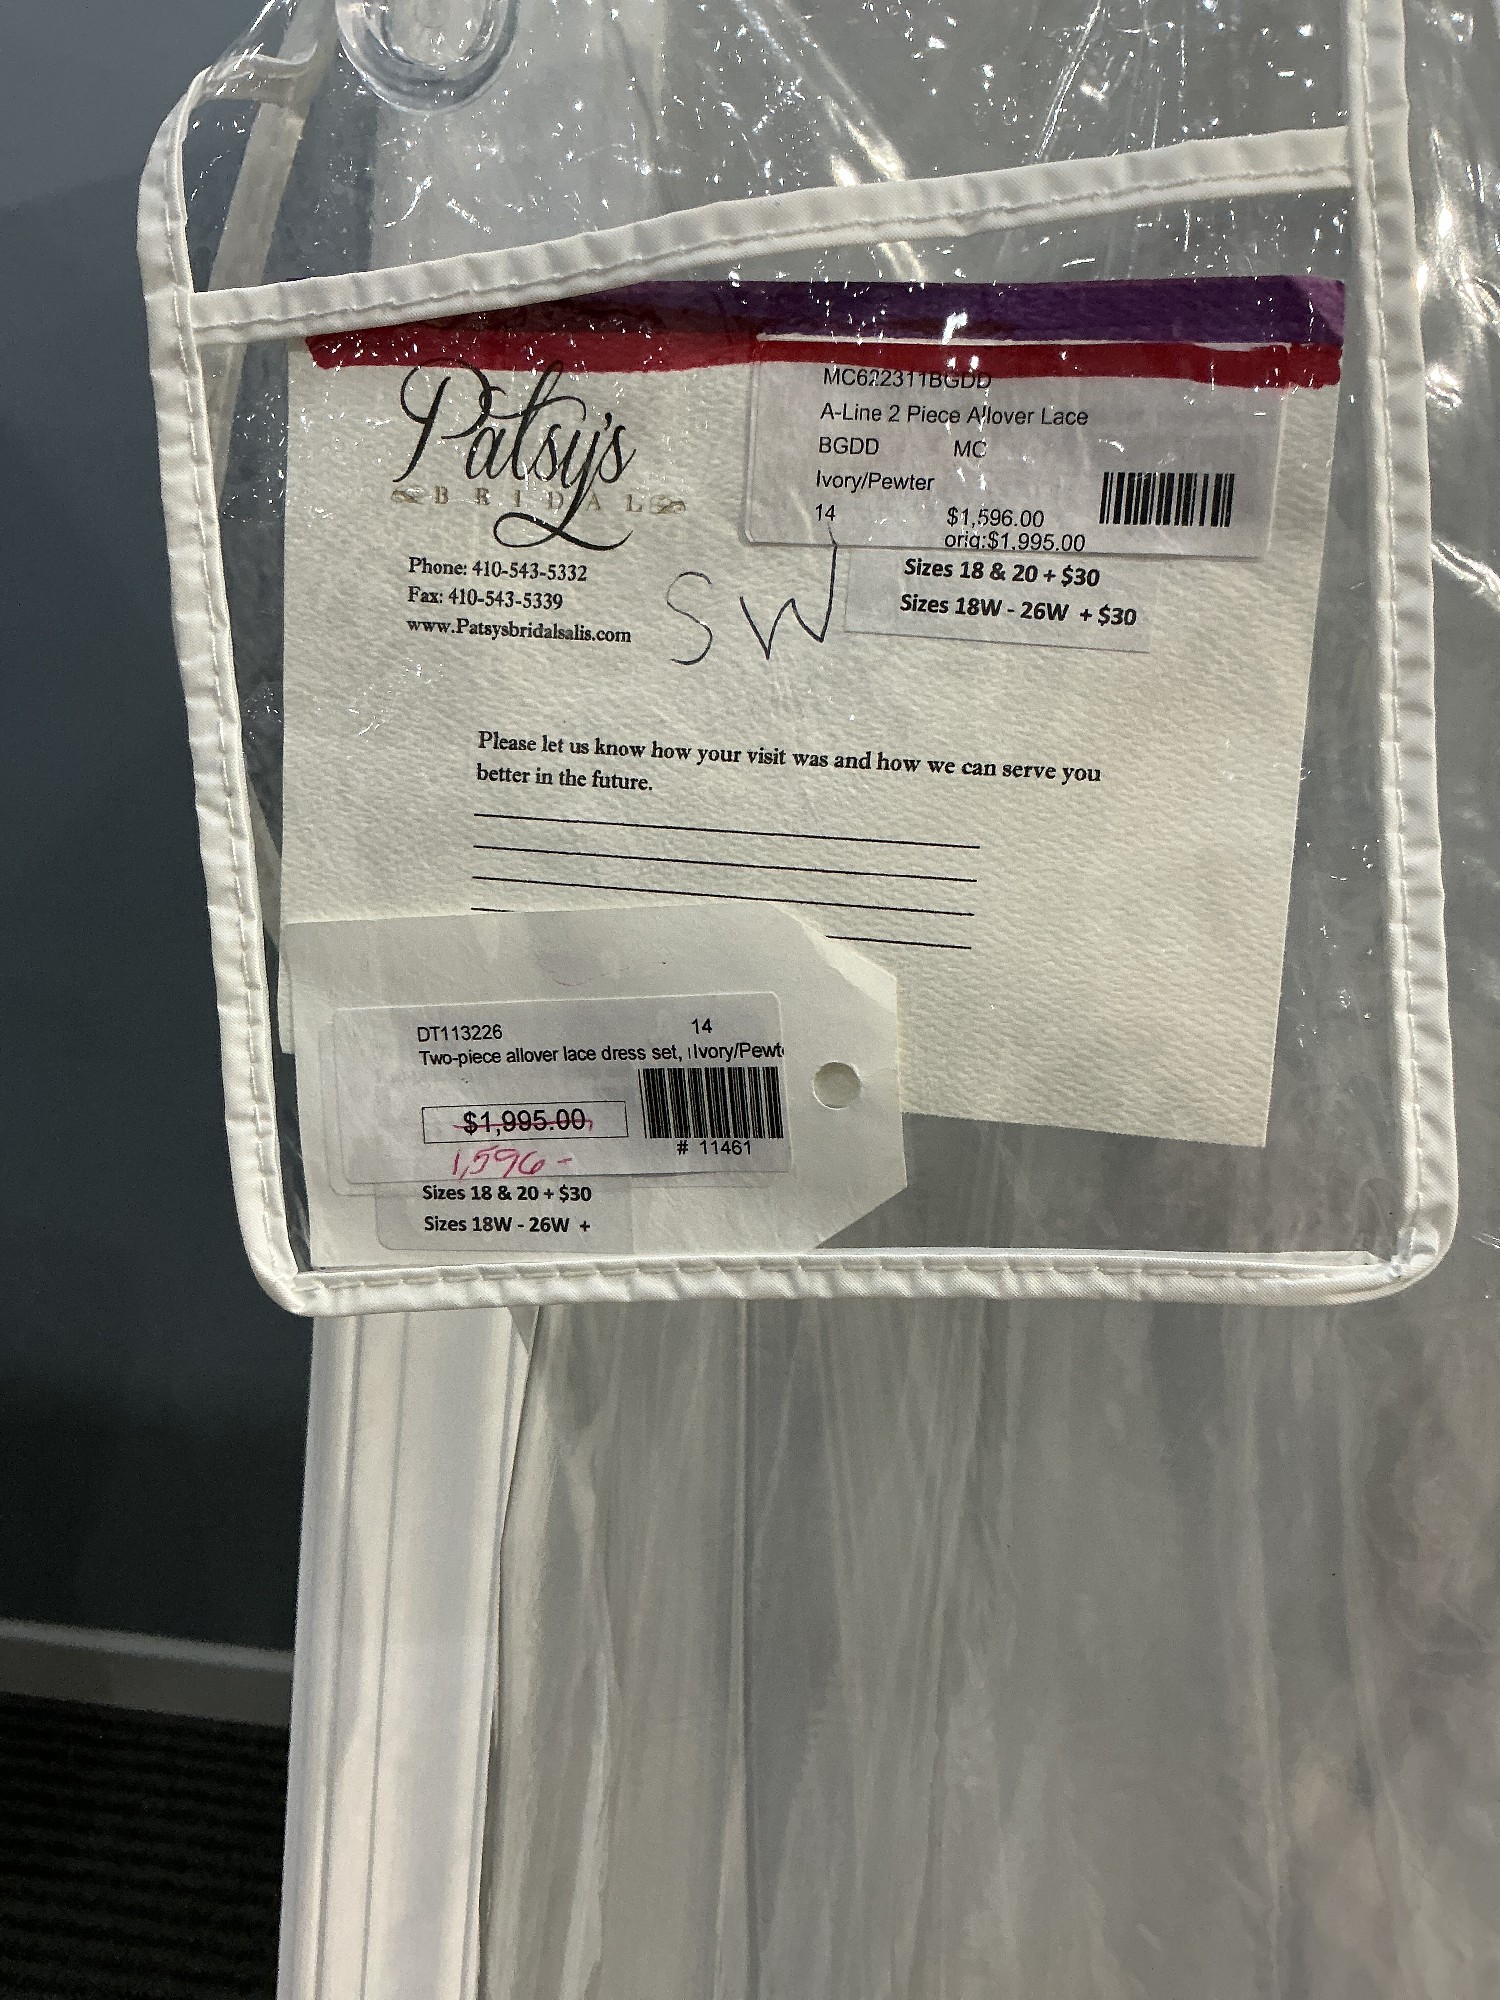 Patsy's
BRIDAL
Phone: 410-543-5332
Fax: 410-543-5339
www.Patsysbridalsalis.com
MC622311BGDD
A-Line 2 Piece Allover Lace
BGDD MC
Ivory/Pewter
14 $1,596.00
orig:$1,995.00
Sizes 18 & 20 + $30
Sizes 18W - 26W + $30
SW
Please let us know how your visit was and how we can serve you
better in the future.
DT113226 14
Two-piece allover lace dress set, Ivory/Pewt
$1,995.00
# 11461
1,596-
Sizes 18 & 20 + $30
Sizes 18W - 26W +